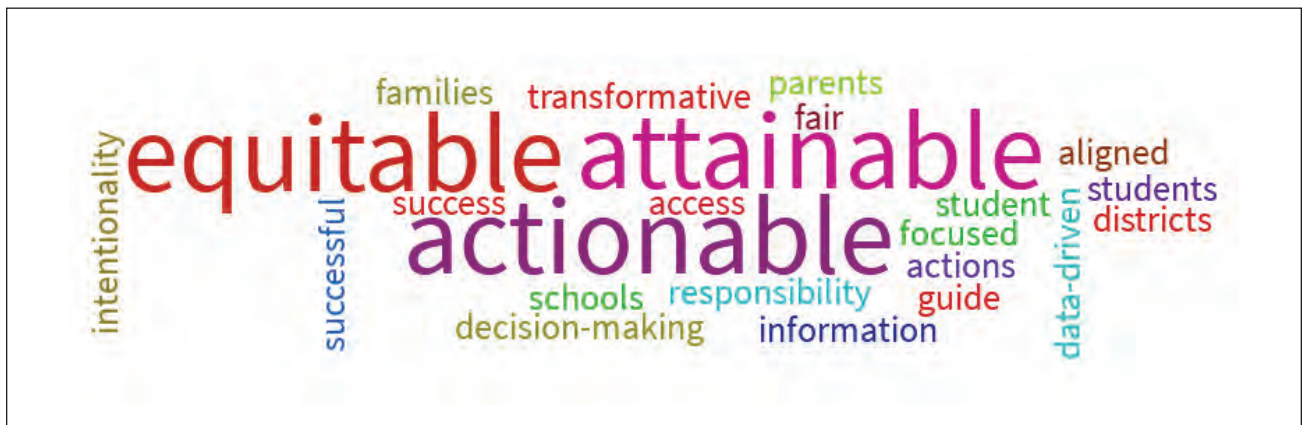 families
transformative
parents
fair
equitable
attainable
intentionality
aligned
students
districts
success
access
student
successful
actionable
focused
data-driven
actions
schools
responsibility
guide
decision-making
information